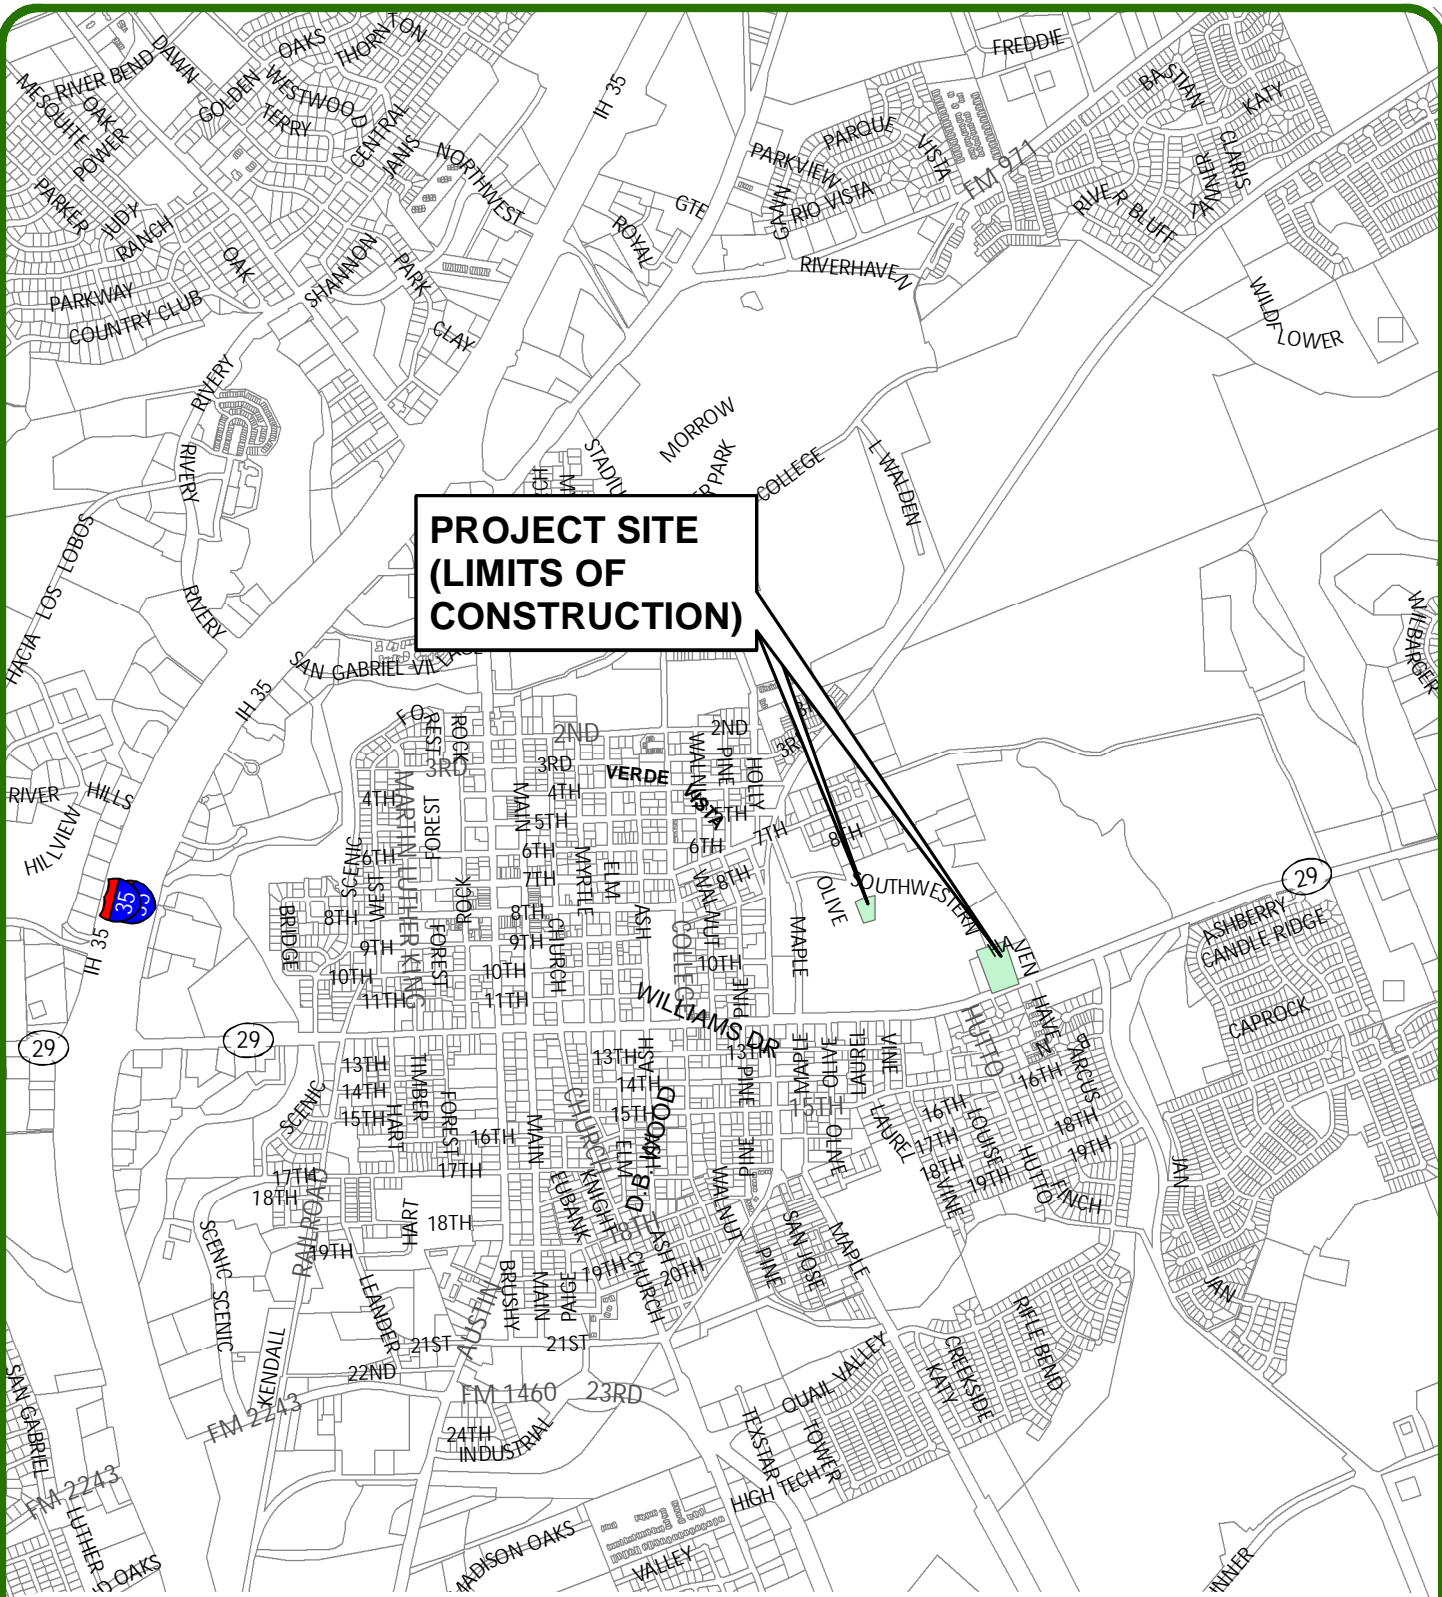 OAKS
THORNTON
RIVER BEND
DAWN
GOLDEN
WESTWOOD
TERRY
MESQUITE
OAK
POWER
CENTRAL
JANIS
NORTHWEST
PARKER
JUDY
RANCH
OAK
SHANNON
PARK
PARKWAY
COUNTRY CLUB
CLAY
IH 35
FREDDIE
BASTIAN
KATY
PARQUE
VISTA
PARKVIEW
RIO VISTA
GANN
FM 971
CLARIS
JANIER
RIVER BLUFF
GTE
ROYAL
RIVERHAVEN
WILDFLOWER
RIVERY
RIVERY
RIVERY
MORROW
COLLEGE
L WALDEN
HACIA LOS LOBOS
PROJECT SITE
(LIMITS OF
CONSTRUCTION)
WILBARGER
SAN GABRIEL VILLAGE
IH 35
FOREST
ROCK
2ND
2ND
3RD
3RD
3RD
VERDE
VISTA
WALNUT
PINE
HOLLY
RIVER HILLS
HILLVIEW
4TH
4TH
MARTIN LUTHER KING
FOREST
MAIN
5TH
6TH
6TH
6TH
7TH
7TH
8TH
8TH
8TH
8TH
SCENIC
WEST
ROCK
MYRTLE
ELM
WALNUT
OLIVE
SOUTHWESTERN
HAVEN
29
ASHBERRY
CANDLE RIDGE
35
IH 35
BRIDGE
9TH
9TH
FOREST
CHURCH
ASH
COLLEGE
MAPLE
10TH
10TH
10TH
PINE
11TH
11TH
WILLIAMS DR
HUTTO
HAVEN
CAPROCK
BARCUS
29
29
13TH
13TH
13TH
ASH
PINE
MAPLE
OLIVE
LAUREL
VINE
14TH
14TH
TIMBER
15TH
15TH
15TH
HART
FOREST
CHURCH
D.B. WOOD
SCENIC
16TH
16TH
16TH
MAIN
ELM
PINE
OLIVE
LAUREL
LOUISE
17TH
17TH
17TH
18TH
18TH
18TH
18TH
18TH
19TH
19TH
19TH
19TH
HUTTO
FINCH
VINE
JAN
JAN
RAILROAD
HART
EUBANK
KNIGHT
WALNUT
ASH
CHURCH
20TH
PINE
SAN JOSE
MAPLE
SCENIC
SCENIC
LEANDER
AUSTIN
BRUSHY
MAIN
PAIGE
21ST
21ST
22ND
KENDALL
FM 2243
FM 1460
23RD
24TH
INDUSTRIAL
QUAIL VALLEY
KATY
CREEKSIDE
RIFLE BEND
TEXSTAR
TOWER
HIGH TECH
SAN GABRIEL
FM 2243
LUTHER
MADISON OAKS
VALLEY